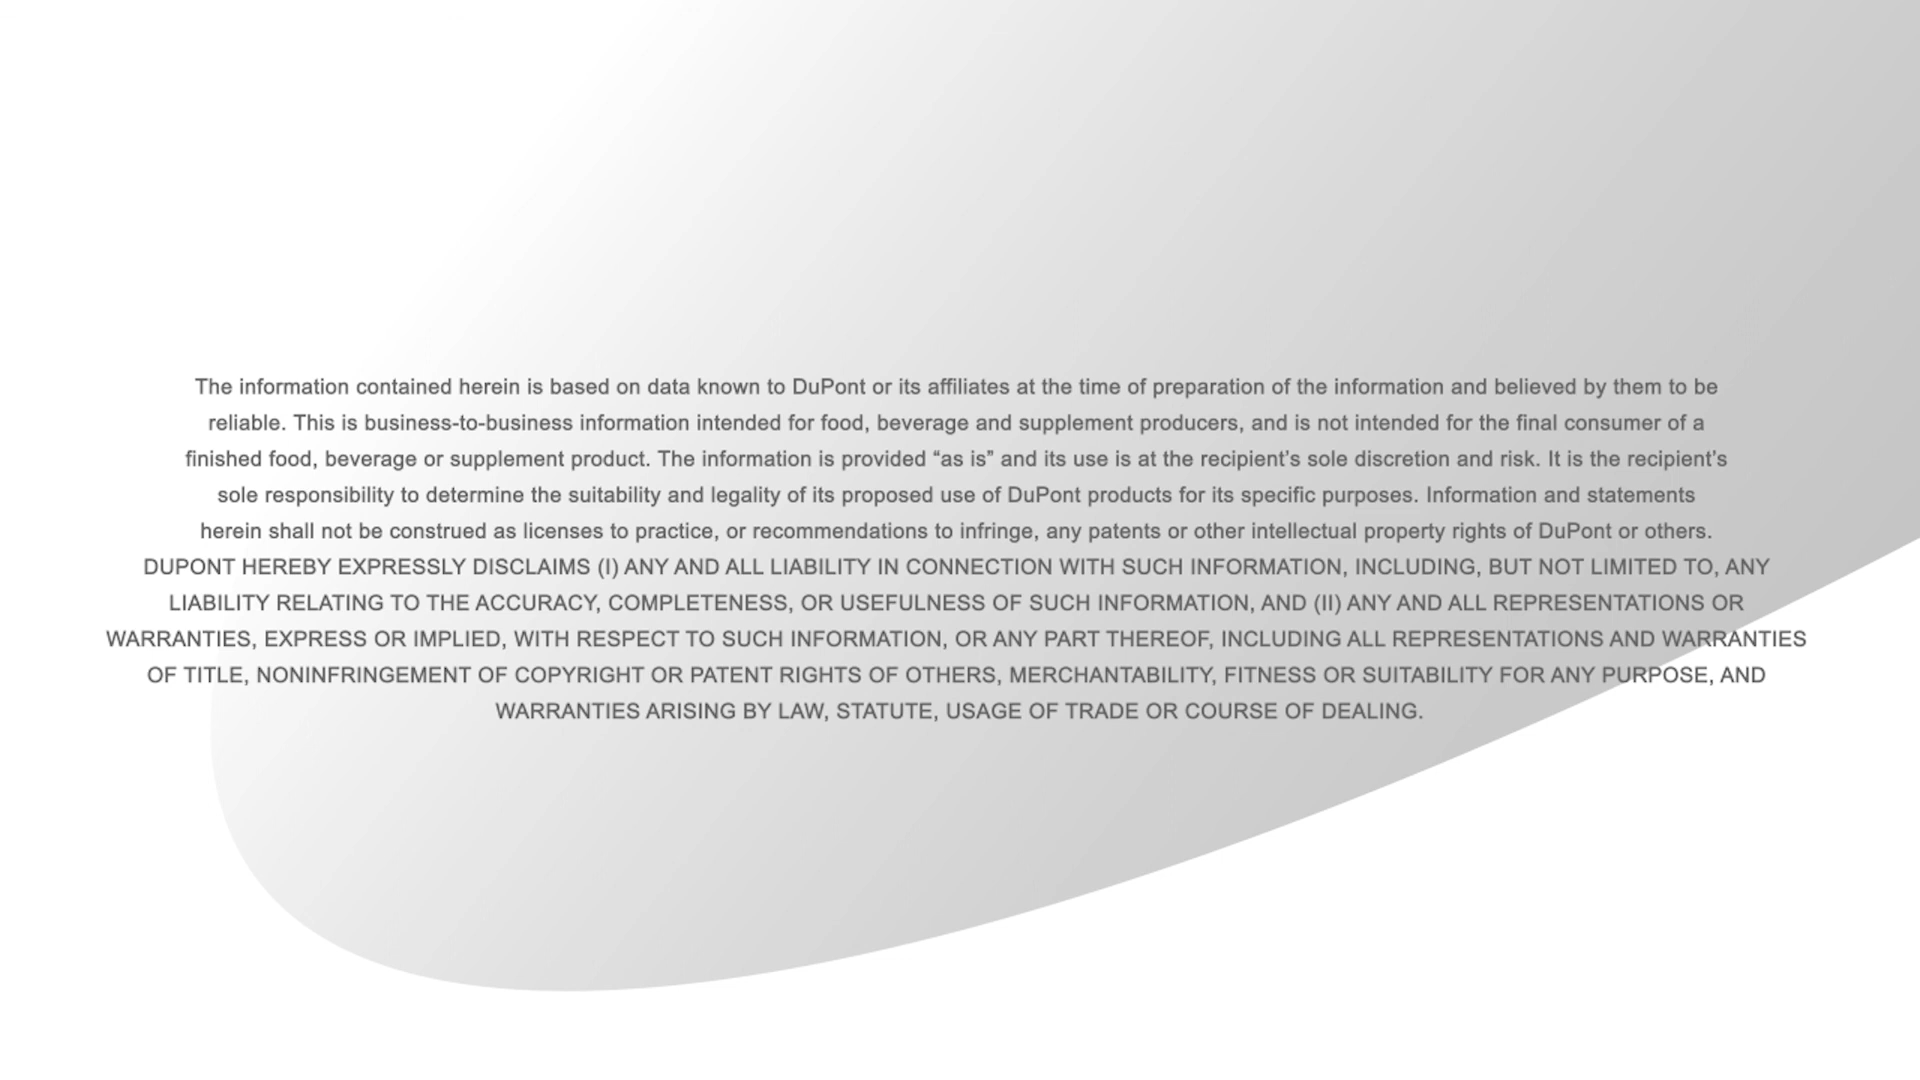 The information contained herein is based on data known to DuPont or its affiliates at the time of preparation of the information and believed by them to be
reliable. This is business-to-business information intended for food, beverage and supplement producers, and is not intended for the final consumer of a
finished food, beverage or supplement product. The information is provided “as is” and its use is at the recipient’s sole discretion and risk. It is the recipient’s
sole responsibility to determine the suitability and legality of its proposed use of DuPont products for its specific purposes. Information and statements
herein shall not be construed as licenses to practice, or recommendations to infringe, any patents or other intellectual property rights of DuPont or others.
DUPONT HEREBY EXPRESSLY DISCLAIMS (I) ANY AND ALL LIABILITY IN CONNECTION WITH SUCH INFORMATION, INCLUDING, BUT NOT LIMITED TO, ANY
LIABILITY RELATING TO THE ACCURACY, COMPLETENESS, OR USEFULNESS OF SUCH INFORMATION, AND (II) ANY AND ALL REPRESENTATIONS OR
WARRANTIES, EXPRESS OR IMPLIED, WITH RESPECT TO SUCH INFORMATION, OR ANY PART THEREOF, INCLUDING ALL REPRESENTATIONS AND WARRANTIES
OF TITLE, NONINFRINGEMENT OF COPYRIGHT OR PATENT RIGHTS OF OTHERS, MERCHANTABILITY, FITNESS OR SUITABILITY FOR ANY PURPOSE, AND
WARRANTIES ARISING BY LAW, STATUTE, USAGE OF TRADE OR COURSE OF DEALING.